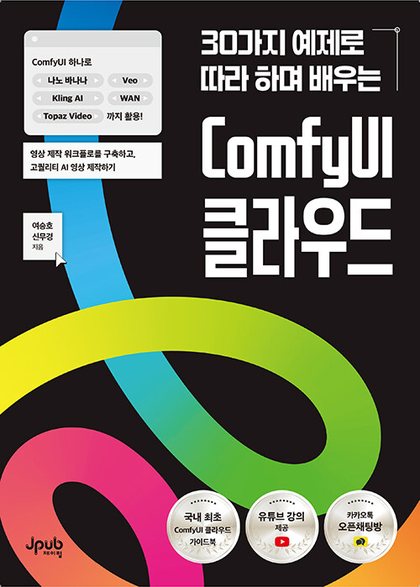 30가지 예제로
따라 하며 배우는
ComfyUI
클라우드
ComfyUI 하나로
나노 바나나 Veo
Kling AI WAN
Topaz Video 까지 활용!
영상 제작 워크플로를 구축하고,
고퀄리티 AI 영상 제작하기
여승호
신무경
지음
국내 최초
ComfyUI 클라우드
가이드북
유튜브 강의
제공
카카오톡
오픈채팅방
Jpub
제이펍